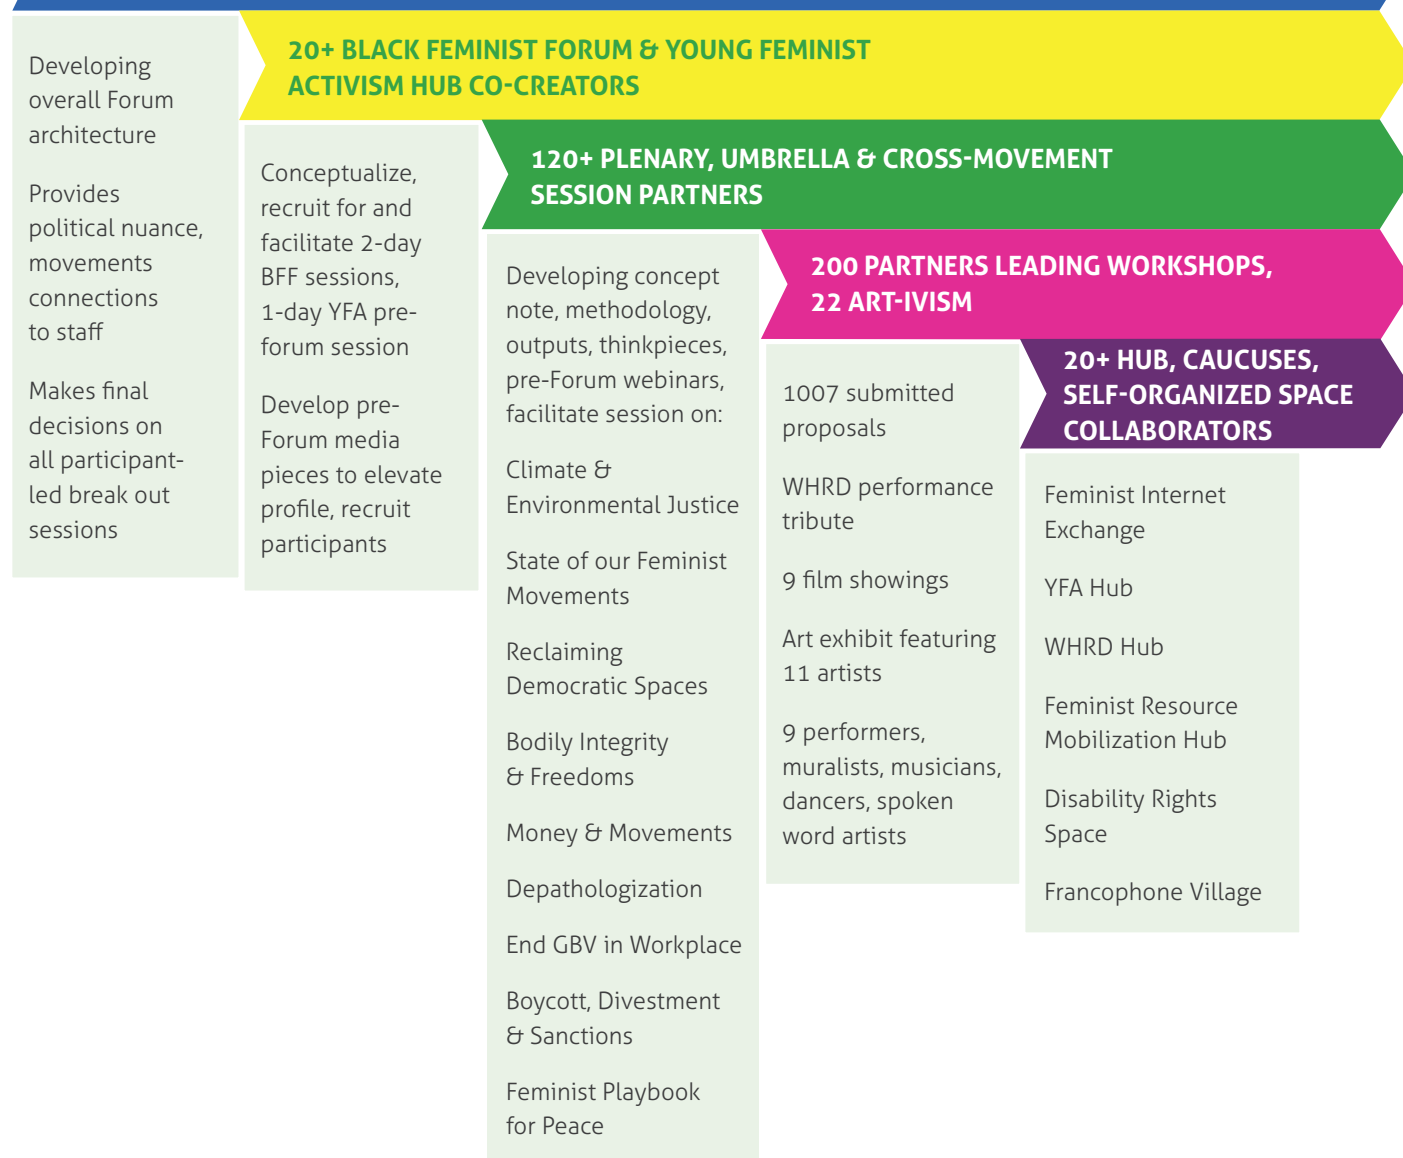 Developing
overall Forum
architecture
Provides
political nuance,
movements
connections
to staff
Makes final
decisions on
all participant-
led break out
sessions
20+ BLACK FEMINIST FORUM & YOUNG FEMINIST
ACTIVISM HUB CO-CREATORS
Conceptualize,
recruit for and
facilitate 2-day
BFF sessions,
1-day YFA pre-
forum session
Develop pre-
Forum media
pieces to elevate
profile, recruit
participants
120+ PLENARY, UMBRELLA & CROSS-MOVEMENT
SESSION PARTNERS
Developing concept
note, methodology,
outputs, thinkpieces,
pre-Forum webinars,
facilitate session on:
Climate &
Environmental Justice
State of our Feminist
Movements
Reclaiming
Democratic Spaces
Bodily Integrity
& Freedoms
Money & Movements
Depathologization
End GBV in Workplace
Boycott, Divestment
& Sanctions
Feminist Playbook
for Peace
200 PARTNERS LEADING WORKSHOPS,
22 ART-IVISM
1007 submitted
proposals
WHRD performance
tribute
9 film showings
Art exhibit featuring
11 artists
9 performers,
muralists, musicians,
dancers, spoken
word artists
20+ HUB, CAUCUSES,
SELF-ORGANIZED SPACE
COLLABORATORS
Feminist Internet
Exchange
YFA Hub
WHRD Hub
Feminist Resource
Mobilization Hub
Disability Rights
Space
Francophone Village